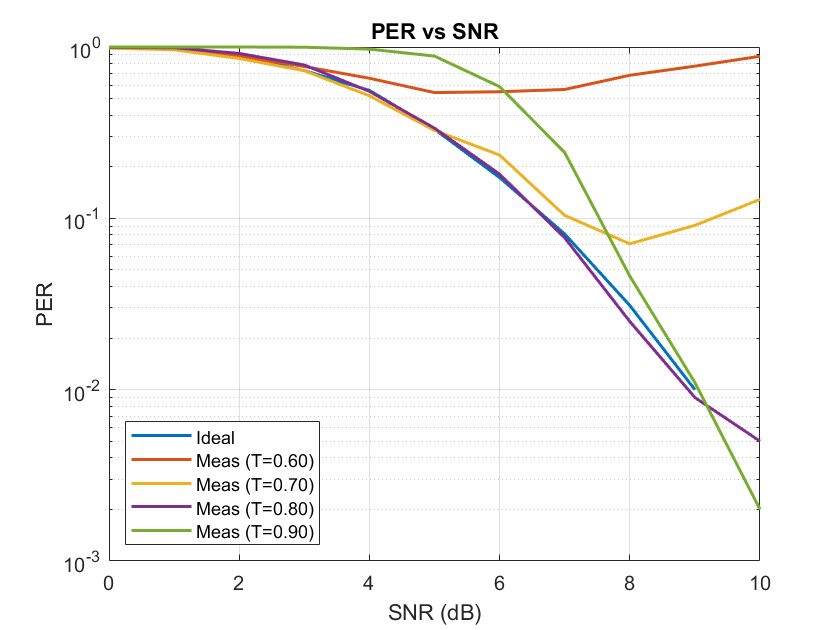 PER vs SNR
10^0
10^-1
10^-2
10^-3
PER
Ideal
Meas (T=0.60)
Meas (T=0.70)
Meas (T=0.80)
Meas (T=0.90)
0 2 4 6 8 10
SNR (dB)